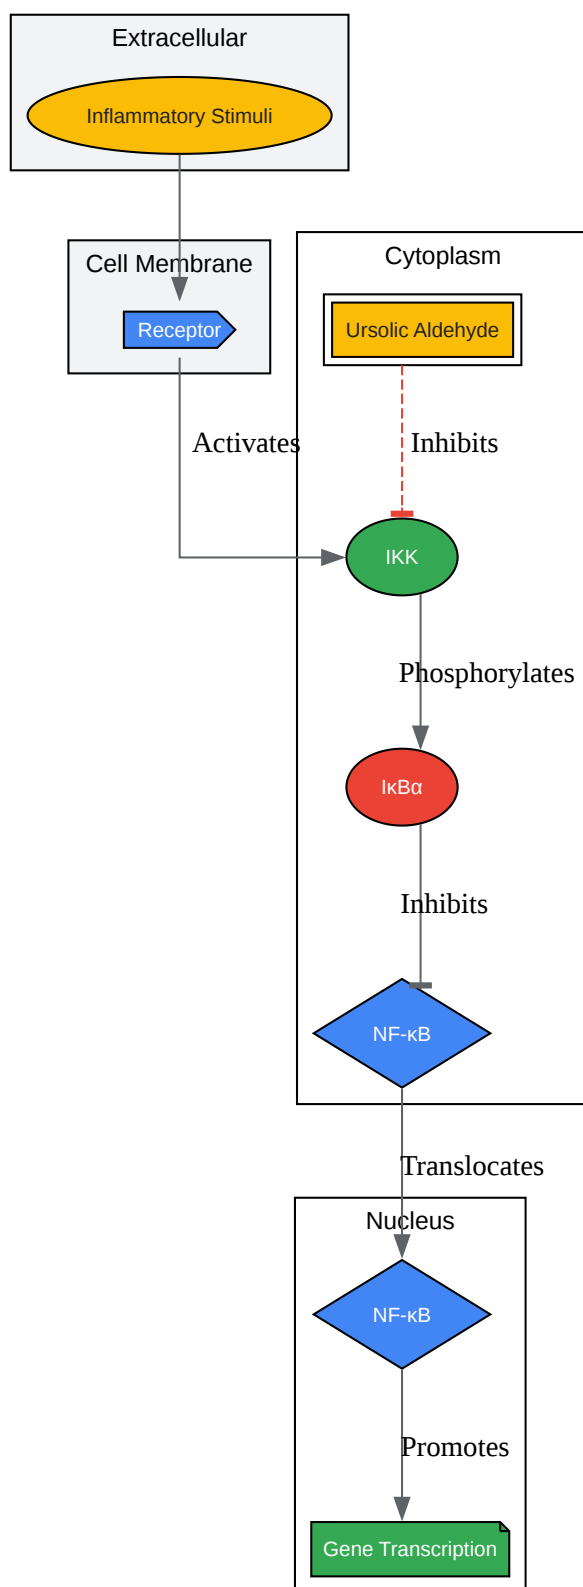 Extracellular
Inflammatory Stimuli
Cell Membrane
Receptor
Activates
Cytoplasm
Ursolic Aldehyde
Inhibits
IKK
Phosphorylates
IκBα
Inhibits
NF-κB
Translocates
Nucleus
NF-κB
Promotes
Gene Transcription